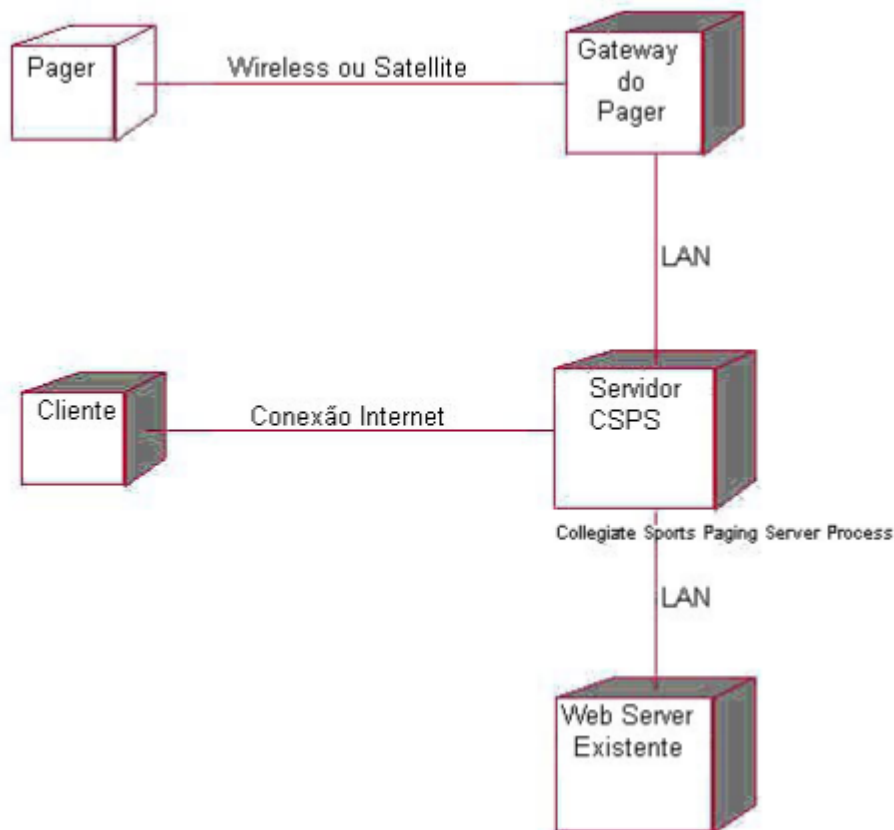 Pager
Wireless ou Satellite
Gateway
do
Pager
LAN
Cliente
Conexão Internet
Servidor
CSPS
Collegiate Sports Paging Server Process
LAN
Web Server
Existente